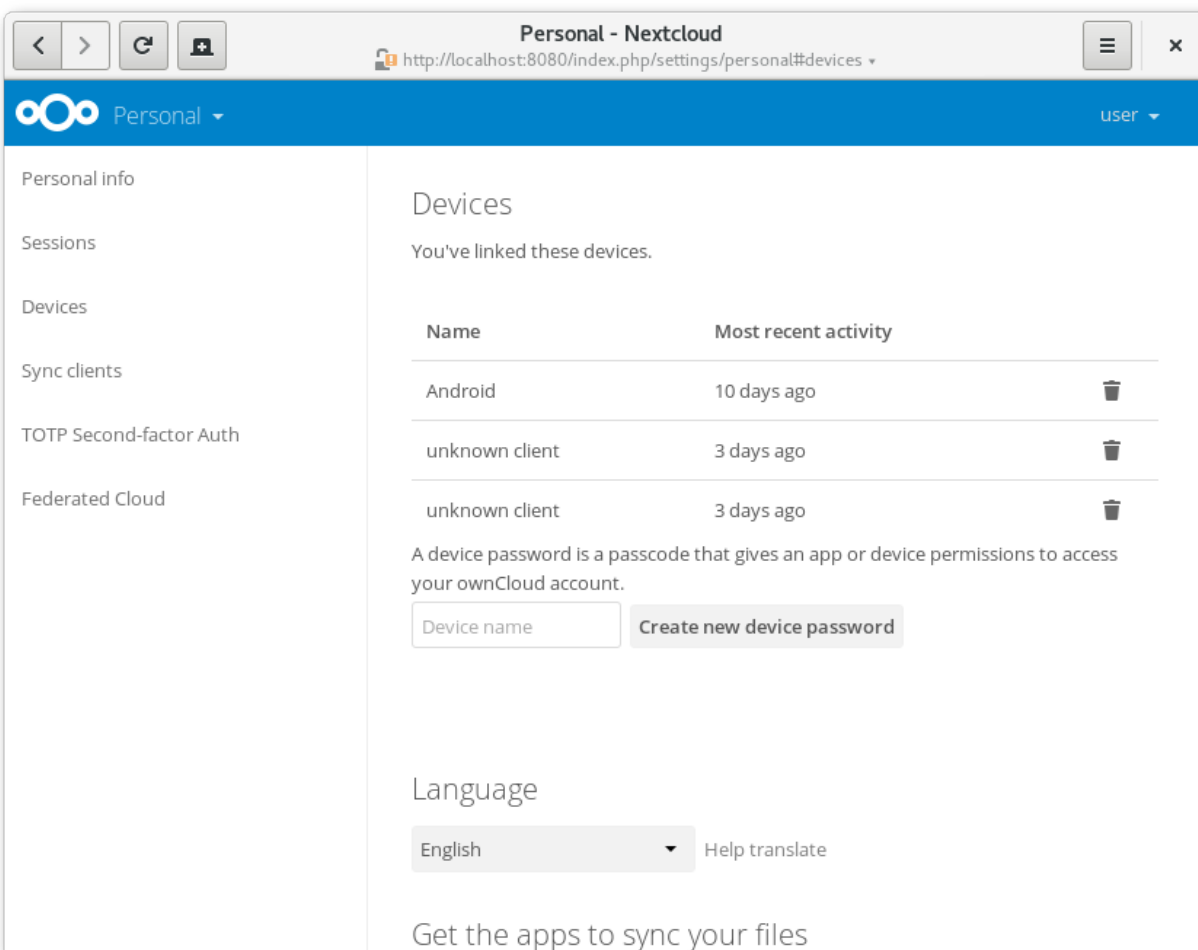 Personal - Nextcloud
http://localhost:8080/index.php/settings/personal#devices
Personal
user
Personal info
Sessions
Devices
Sync clients
TOTP Second-factor Auth
Federated Cloud
Devices
You've linked these devices.
Name Most recent activity
Android 10 days ago
unknown client 3 days ago
unknown client 3 days ago
A device password is a passcode that gives an app or device permissions to access
your ownCloud account.
Device name Create new device password
Language
English Help translate
Get the apps to sync your files